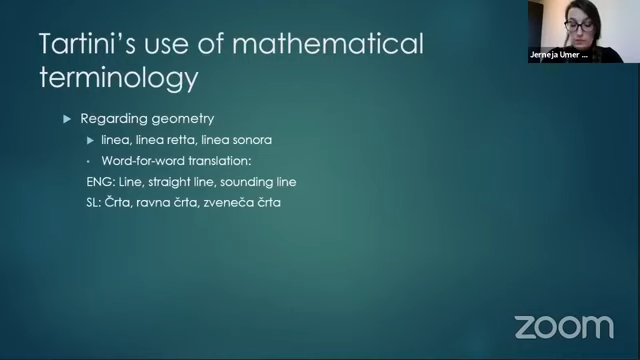 Tartini's use of mathematical
terminology
Regarding geometry
linea, linea retta, linea sonora
Word-for-word translation:
ENG: Line, straight line, sounding line
SL: Črta, ravna črta, zveneča črta
Jerneja Umer ...
zoom